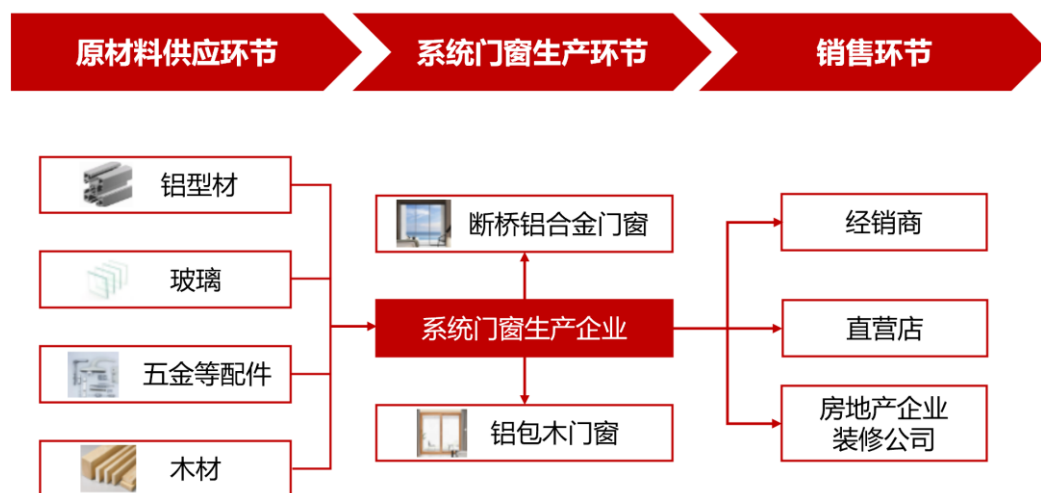 原材料供应环节
系统门窗生产环节
销售环节
铝型材
玻璃
五金等配件
木材
断桥铝合金门窗
系统门窗生产企业
铝包木门窗
经销商
直营店
房地产企业
装修公司